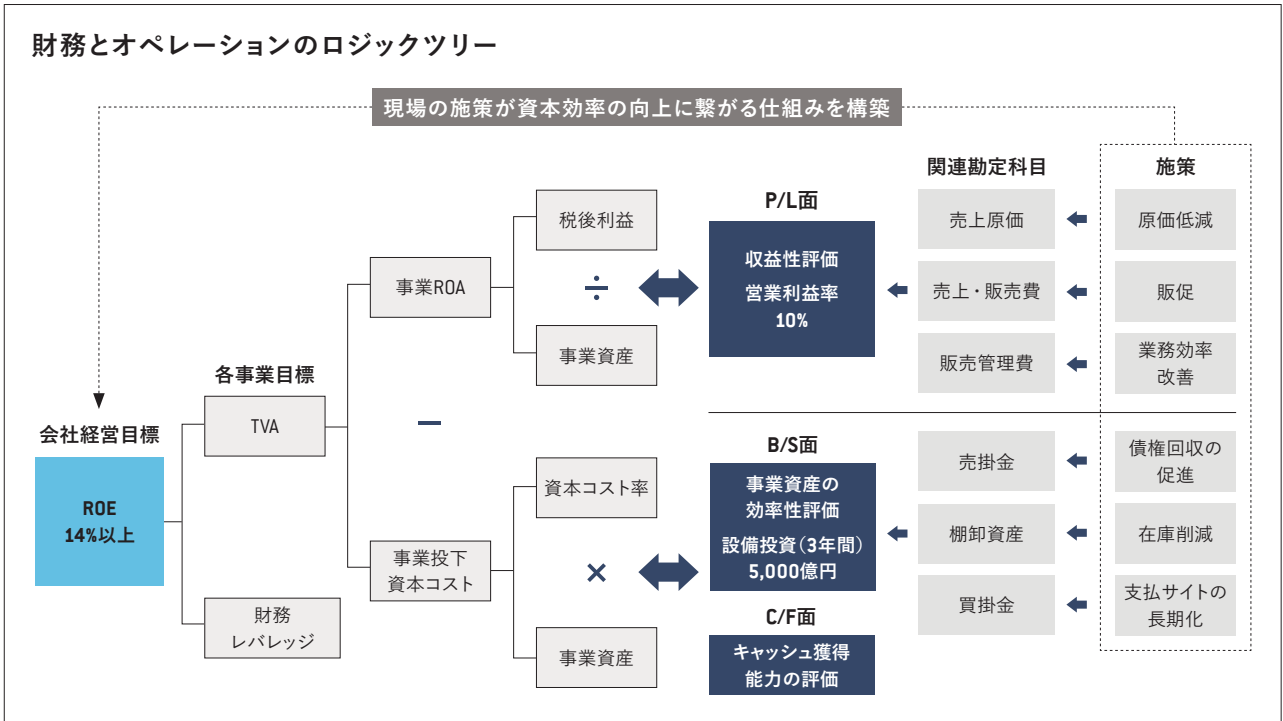 財務とオペレーションのロジックツリー
現場の施策が資本効率の向上に繋がる仕組みを構築
会社経営目標
ROE
14%以上
各事業目標
TVA
財務
レバレッジ
事業ROA
−
事業投下
資本コスト
税後利益
÷
事業資産
資本コスト率
×
事業資産
P/L面
収益性評価
営業利益率
10%
B/S面
事業資産の
効率性評価
設備投資(3年間)
5,000億円
C/F面
キャッシュ獲得
能力の評価
関連勘定科目
売上原価
売上・販売費
販売管理費
売掛金
棚卸資産
買掛金
施策
原価低減
販促
業務効率
改善
債権回収の
促進
在庫削減
支払サイトの
長期化